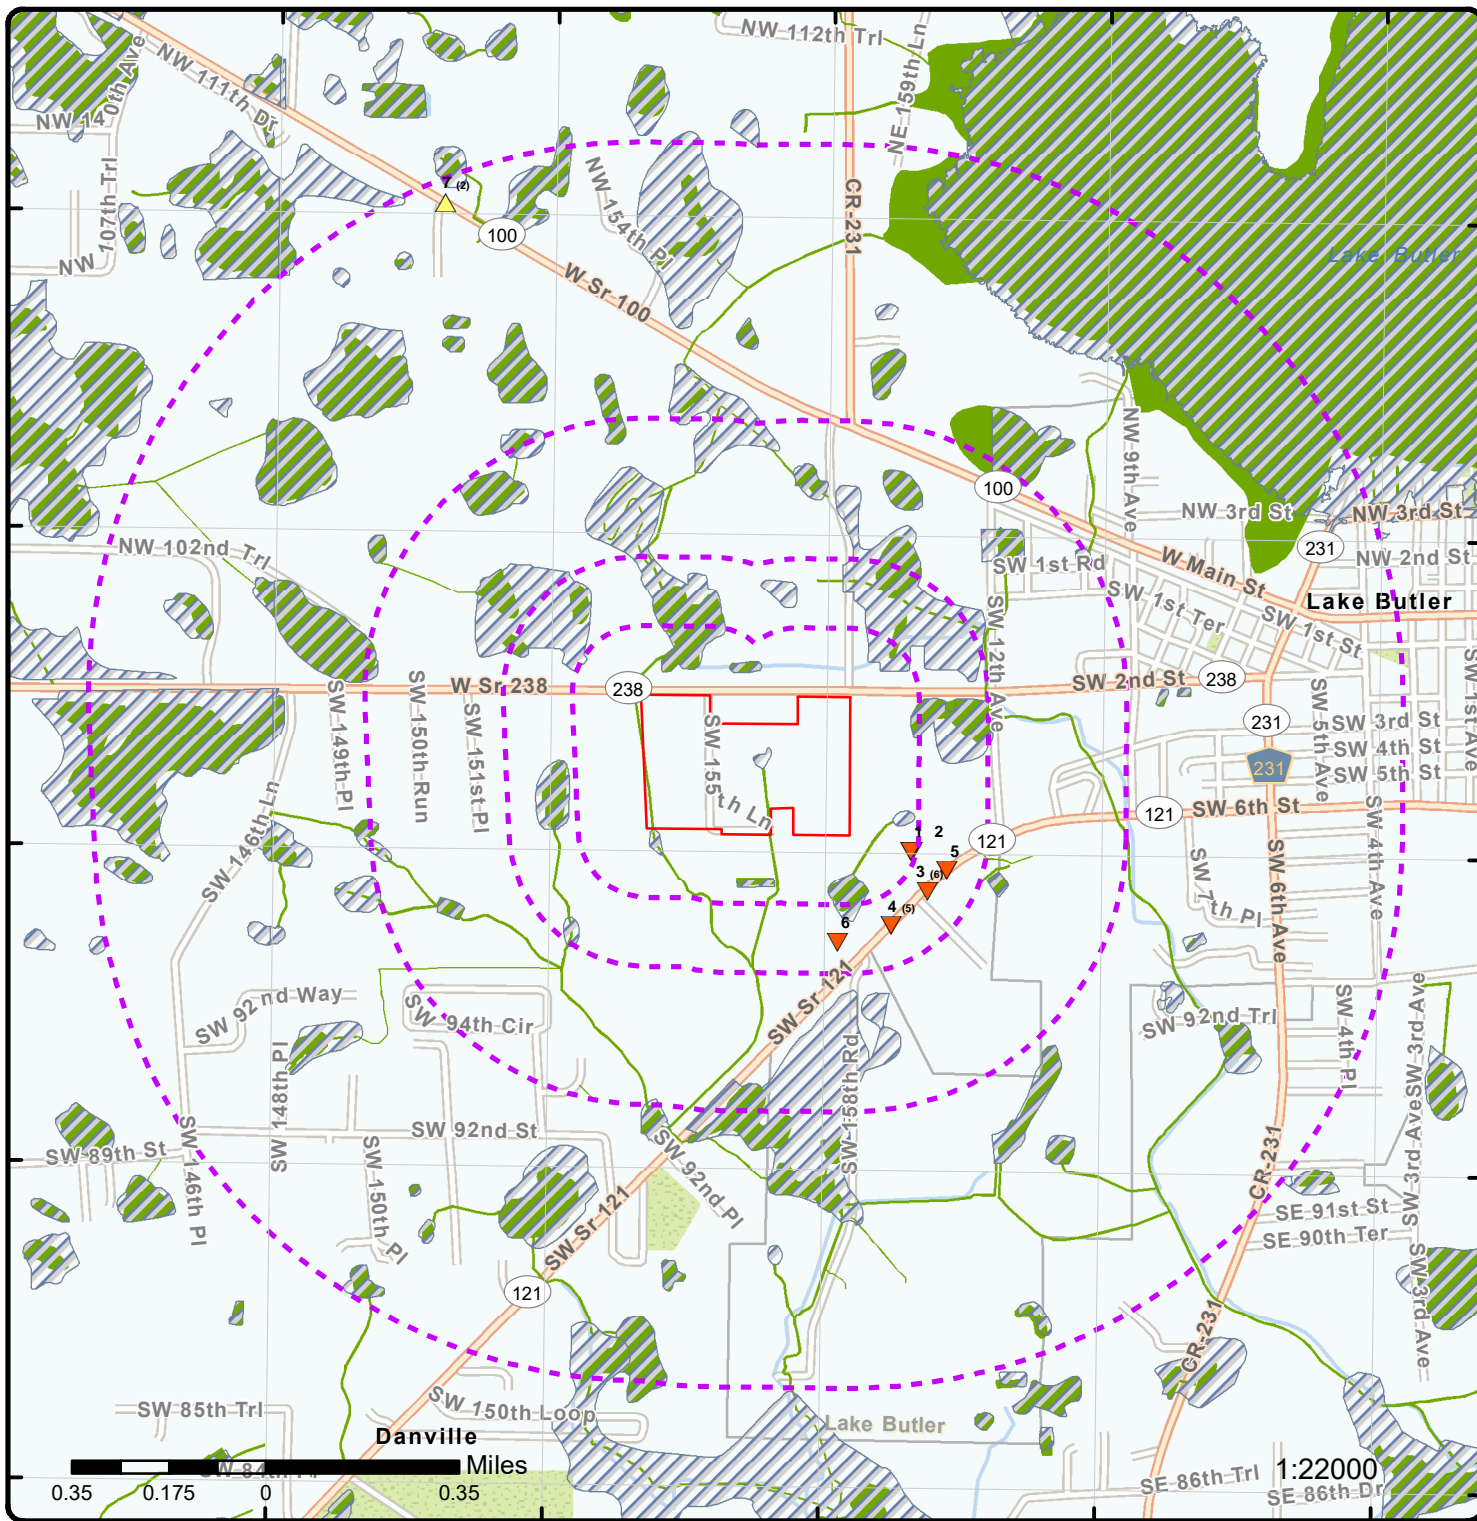 NW 112th Trl
NE 159th Ln
NW 140th Ave
NW 111th Dr
NW 107th Trl
NW
7 (2)
100
NW 154th Pl
CR-231
W Sr 100
Lake Butler
NW 9th Ave
100
NW 3rd St
NW 3rd St
231
NW 2nd St
NW 102nd Trl
SW 1st Rd
W Main St
SW 1st Ter
SW 1st St
Lake Butler
SW 12th Ave
W Sr 238
238
SW 2nd St
238
SW 149th Pl
SW 150th Run
SW 151st Pl
SW 155th Ln
231
SW 5th Ave
SW 3rd St
SW 4th St
SW 5th St
SW 1st Ave
231
SW 146th Ln
121
SW 6th St
121
1
2
5
3 (6)
4 (5)
6
SW 7th Pl
SW 6th Ave
SW 4th Ave
SW Sr 121
SW 92nd Way
SW 94th Cir
SW 92nd Trl
SW 4th Pl
SW 3rd Ave
SW 3rd Ave
SW 148th Pl
SW 158th Rd
SW 92nd St
SW 89th St
SW 146th Pl
SW 150th Pl
SW 92nd Pl
SW Sr 121
CR-231
SE 91st St
SE 90th Ter
SW 3rd Ave
121
CR-231
SW 85th Trl
SW 150th Loop
Lake Butler
Danville
SW 84th
Miles
0.35 0.175 0 0.35
SE 86th Trl
1:22000
SE 86th Dr